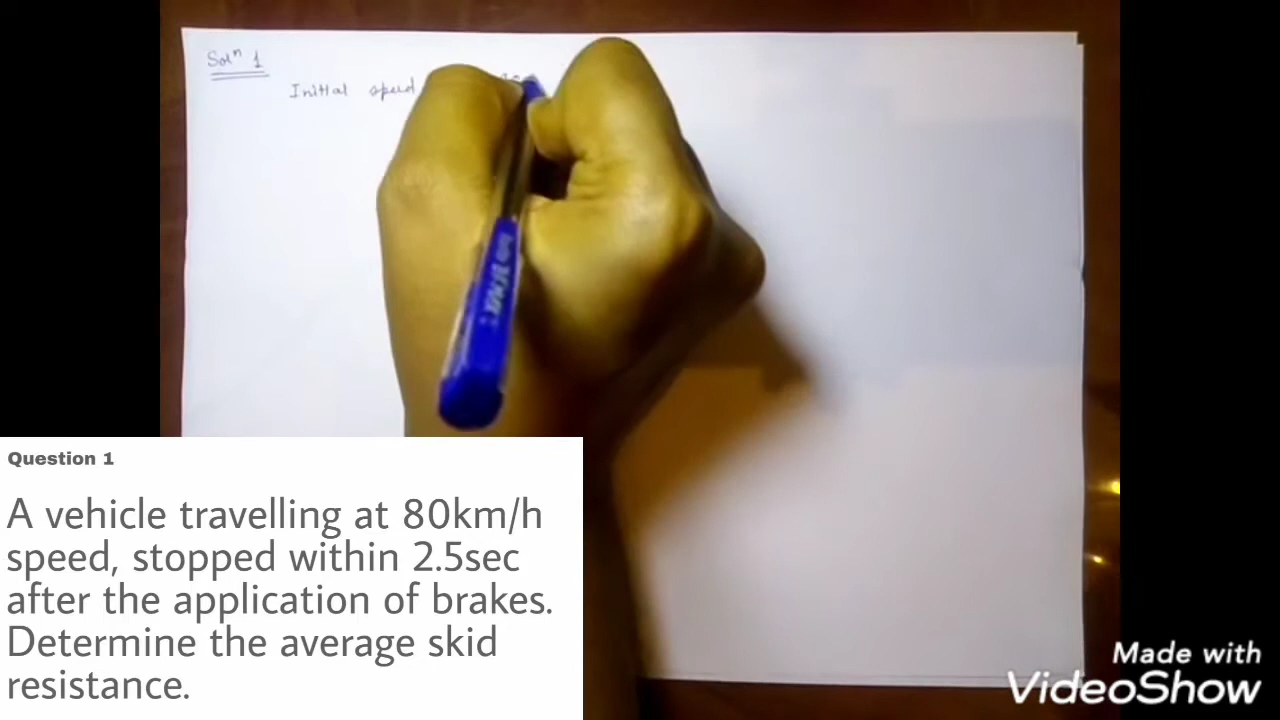 Solⁿ 1
Initial speed
Question 1
A vehicle travelling at 80km/h
speed, stopped within 2.5sec
after the application of brakes.
Determine the average skid
resistance.
Made with
VideoShow